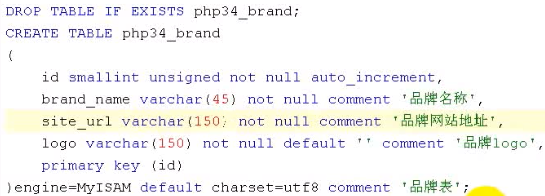 DROP TABLE IF EXISTS php34_brand;
CREATE TABLE php34_brand
(
    id smallint unsigned not null auto_increment,
    brand_name varchar(45) not null comment '品牌名称',
    site_url varchar(150) not null comment '品牌网站地址',
    logo varchar(150) not null default '' comment '品牌logo',
    primary key (id)
)engine=MyISAM default charset=utf8 comment '品牌表';